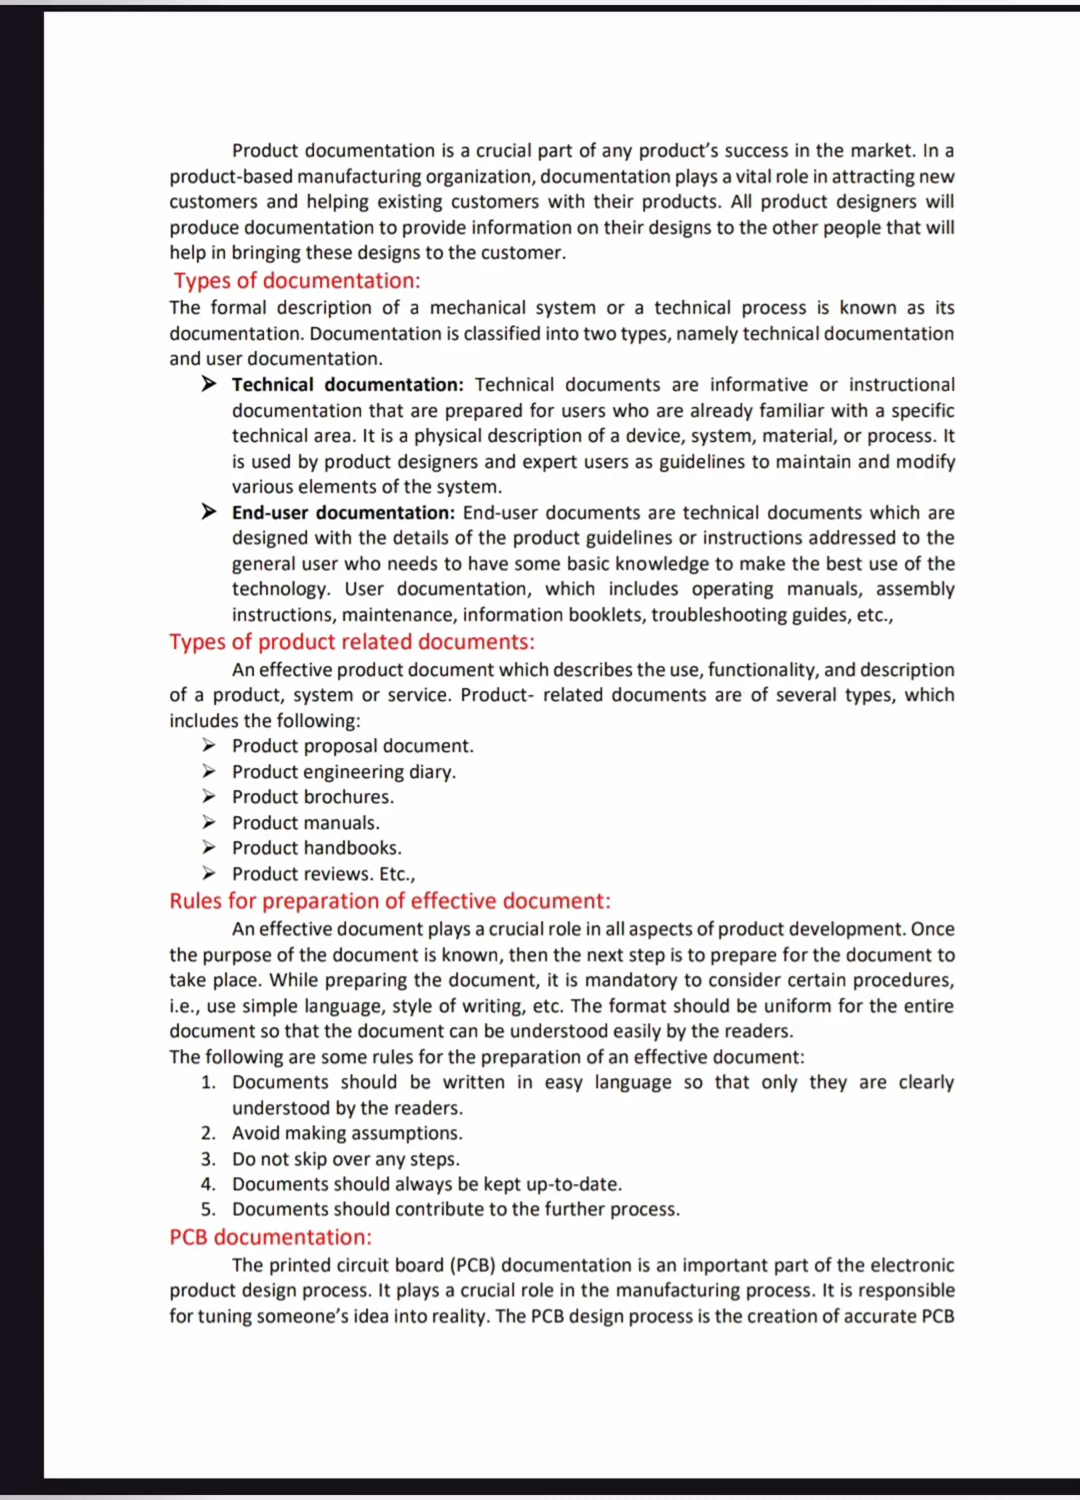 Product documentation is a crucial part of any product's success in the market. In a
product-based manufacturing organization, documentation plays a vital role in attracting new
customers and helping existing customers with their products. All product designers will
produce documentation to provide information on their designs to the other people that will
help in bringing these designs to the customer.
Types of documentation:
The formal description of a mechanical system or a technical process is known as its
documentation. Documentation is classified into two types, namely technical documentation
and user documentation.
➤ Technical documentation: Technical documents are informative or instructional
documentation that are prepared for users who are already familiar with a specific
technical area. It is a physical description of a device, system, material, or process. It
is used by product designers and expert users as guidelines to maintain and modify
various elements of the system.
➤ End-user documentation: End-user documents are technical documents which are
designed with the details of the product guidelines or instructions addressed to the
general user who needs to have some basic knowledge to make the best use of the
technology. User documentation, which includes operating manuals, assembly
instructions, maintenance, information booklets, troubleshooting guides, etc.,
Types of product related documents:
An effective product document which describes the use, functionality, and description
of a product, system or service. Product- related documents are of several types, which
includes the following:
➤ Product proposal document.
➤ Product engineering diary.
➤ Product brochures.
➤ Product manuals.
➤ Product handbooks.
➤ Product reviews. Etc.,
Rules for preparation of effective document:
An effective document plays a crucial role in all aspects of product development. Once
the purpose of the document is known, then the next step is to prepare for the document to
take place. While preparing the document, it is mandatory to consider certain procedures,
i.e., use simple language, style of writing, etc. The format should be uniform for the entire
document so that the document can be understood easily by the readers.
The following are some rules for the preparation of an effective document:
1. Documents should be written in easy language so that only they are clearly
understood by the readers.
2. Avoid making assumptions.
3. Do not skip over any steps.
4. Documents should always be kept up-to-date.
5. Documents should contribute to the further process.
PCB documentation:
The printed circuit board (PCB) documentation is an important part of the electronic
product design process. It plays a crucial role in the manufacturing process. It is responsible
for tuning someone's idea into reality. The PCB design process is the creation of accurate PCB